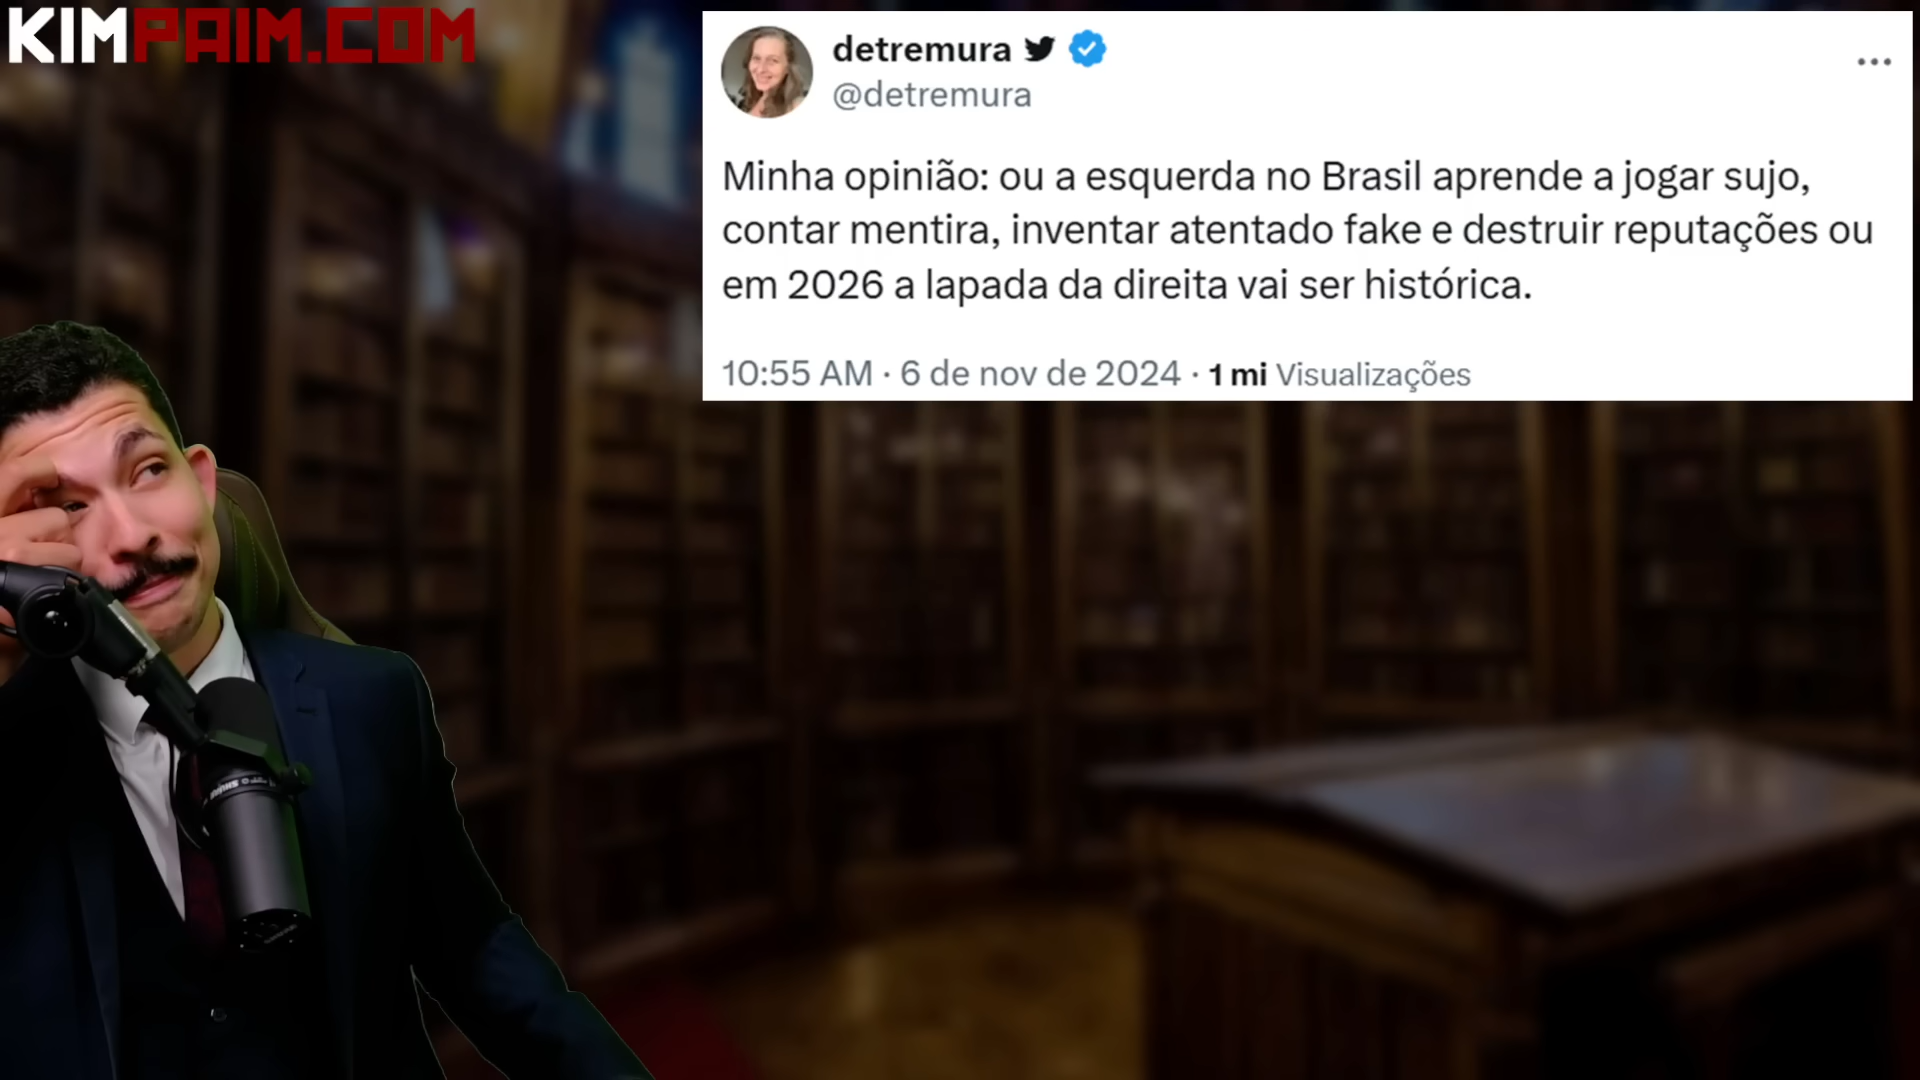 KIMPAIM.COM
detremura
@detremura
Minha opinião: ou a esquerda no Brasil aprende a jogar sujo,
contar mentira, inventar atentado fake e destruir reputações ou
em 2026 a lapada da direita vai ser histórica.
10:55 AM · 6 de nov de 2024 · 1 mi Visualizações
SHURE